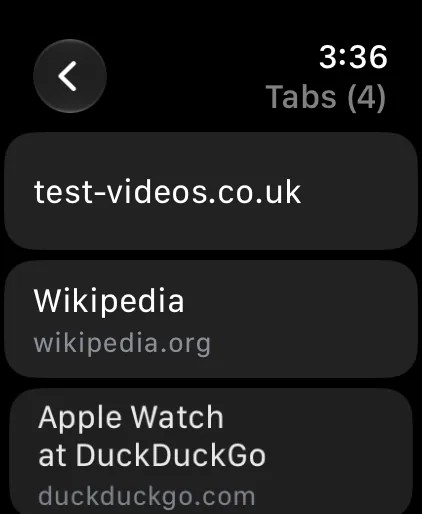 3:36
Tabs (4)
test-videos.co.uk
Wikipedia
wikipedia.org
Apple Watch
at DuckDuckGo
duckduckgo.com